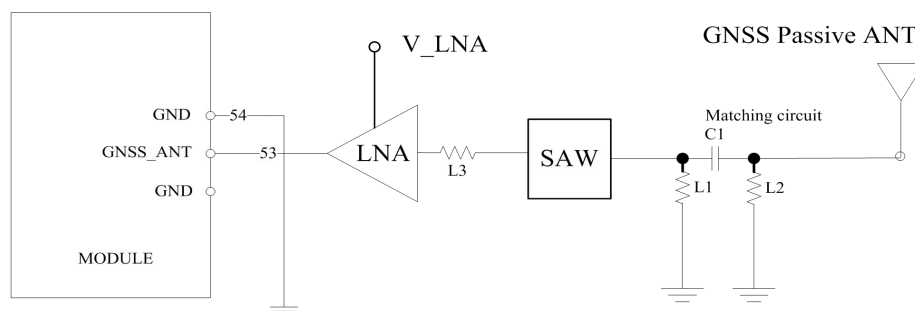 V_LNA
GNSS Passive ANT
GND
54
Matching circuit
C1
GNSS_ANT
53
LNA
L3
SAW
GND
L1
L2
MODULE